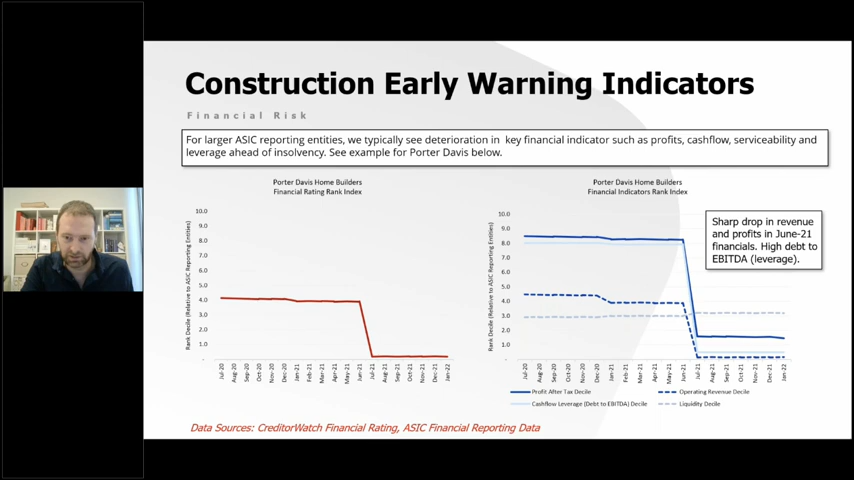 Construction Early Warning Indicators
Financial Risk
For larger ASIC reporting entities, we typically see deterioration in key financial indicator such as profits, cashflow, serviceability and
leverage ahead of insolvency. See example for Porter Davis below.
Porter Davis Home Builders
Financial Rating Rank Index
Rank Decile (Relative to ASIC Reporting Entities)
10.0
9.0
8.0
7.0
6.0
5.0
4.0
3.0
2.0
1.0
-
Jul-20
Aug-20
Sep-20
Oct-20
Nov-20
Dec-20
Jan-21
Feb-21
Mar-21
Apr-21
May-21
Jun-21
Jul-21
Aug-21
Sep-21
Oct-21
Nov-21
Dec-21
Jan-22
Porter Davis Home Builders
Financial Indicators Rank Index
Rank Decile (Relative to ASIC Reporting Entities)
10.0
9.0
8.0
7.0
6.0
5.0
4.0
3.0
2.0
1.0
-
Jul-20
Aug-20
Sep-20
Oct-20
Nov-20
Dec-20
Jan-21
Feb-21
Mar-21
Apr-21
May-21
Jun-21
Jul-21
Aug-21
Sep-21
Oct-21
Nov-21
Dec-21
Jan-22
Sharp drop in revenue
and profits in June-21
financials. High debt to
EBITDA (leverage).
Profit After Tax Decile
Operating Revenue Decile
Cashflow Leverage (Debt to EBITDA) Decile
Liquidity Decile
Data Sources: CreditorWatch Financial Rating, ASIC Financial Reporting Data